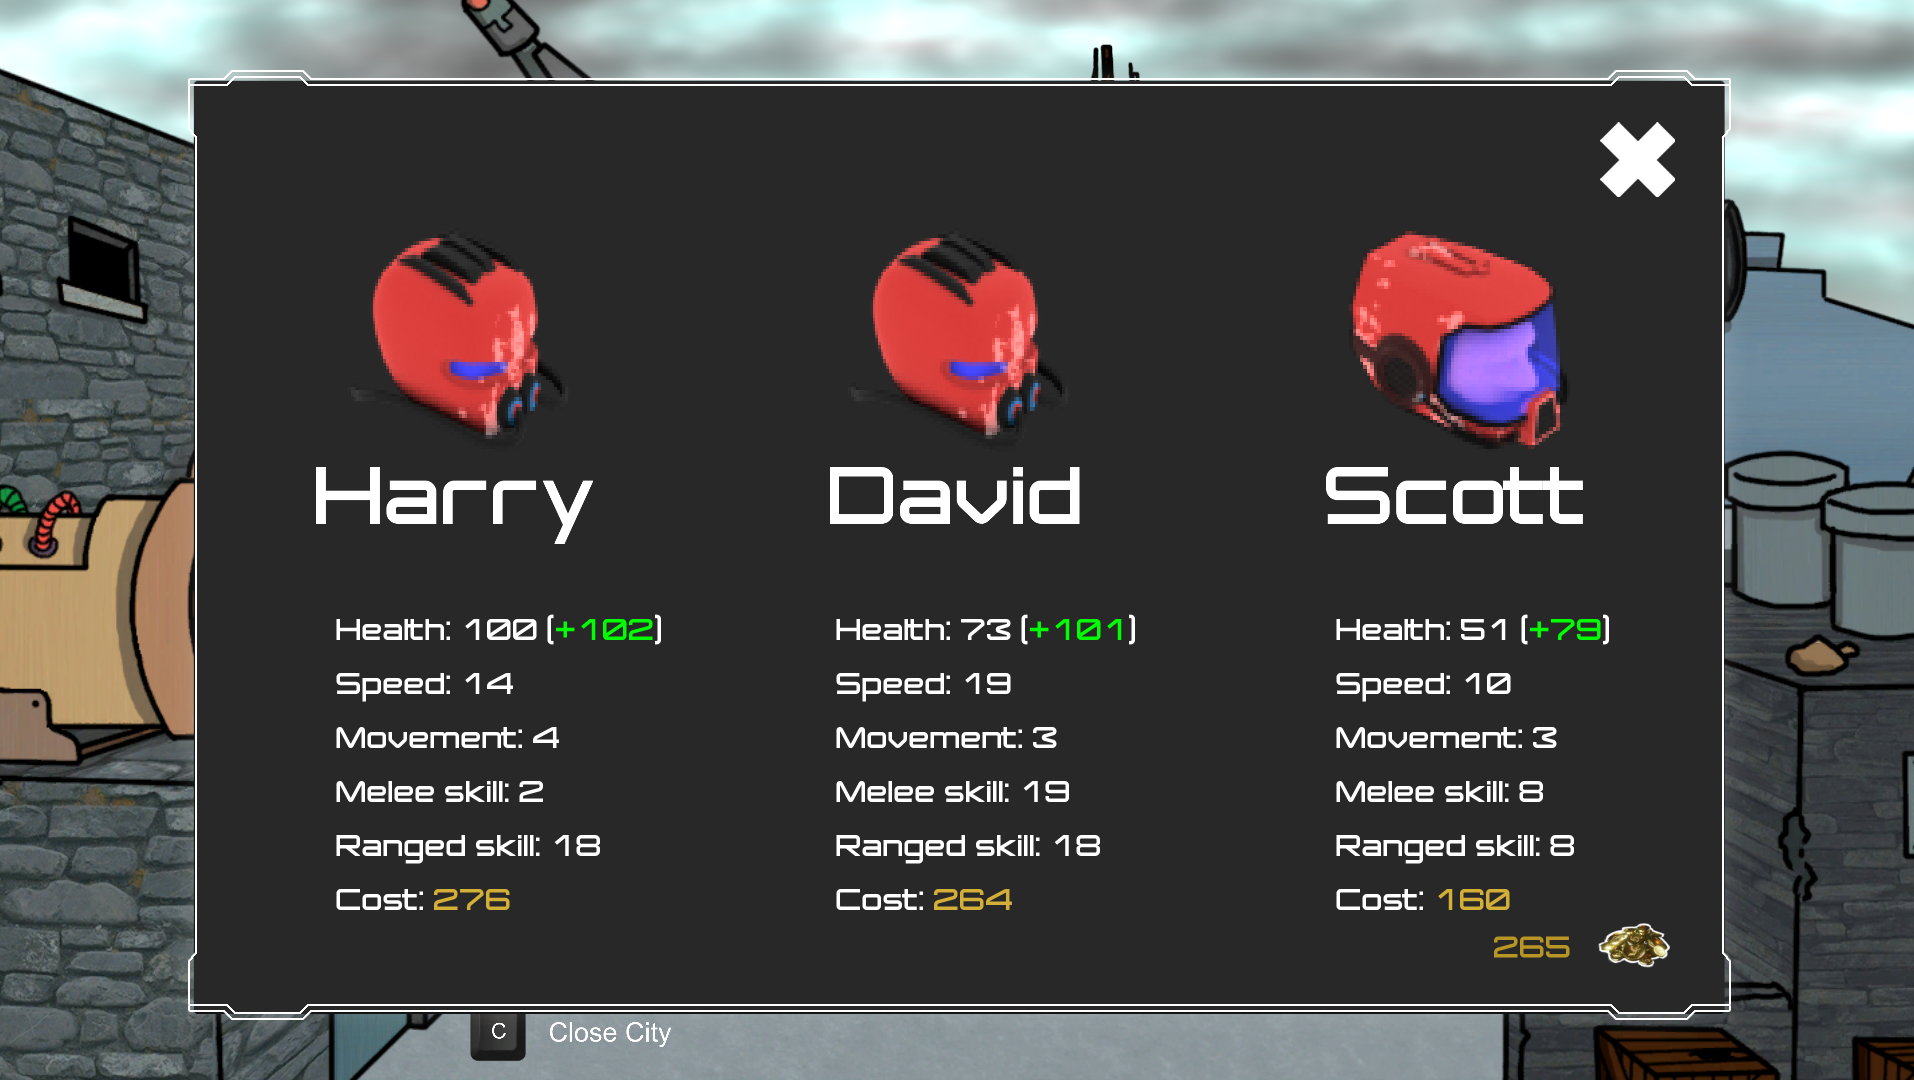 Harry
Health: 100 (+102)
Speed: 14
Movement: 4
Melee skill: 2
Ranged skill: 18
Cost: 276
David
Health: 73 (+101)
Speed: 19
Movement: 3
Melee skill: 19
Ranged skill: 18
Cost: 264
Scott
Health: 51 (+79)
Speed: 10
Movement: 3
Melee skill: 8
Ranged skill: 8
Cost: 160
265
C Close City